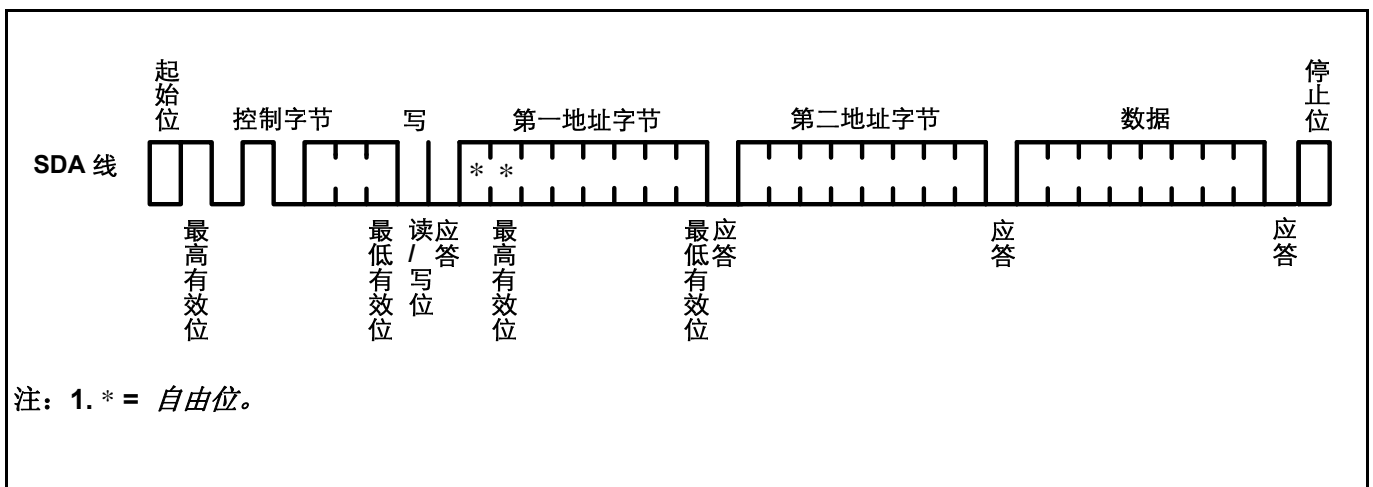 起始位
停止位
控制字节
写
第一地址字节
第二地址字节
数据
SDA 线
* *
最高有效位
最低有效位
读/写位
应答
最高有效位
最低有效位
应答
应答
应答
注：1. * = 自由位。